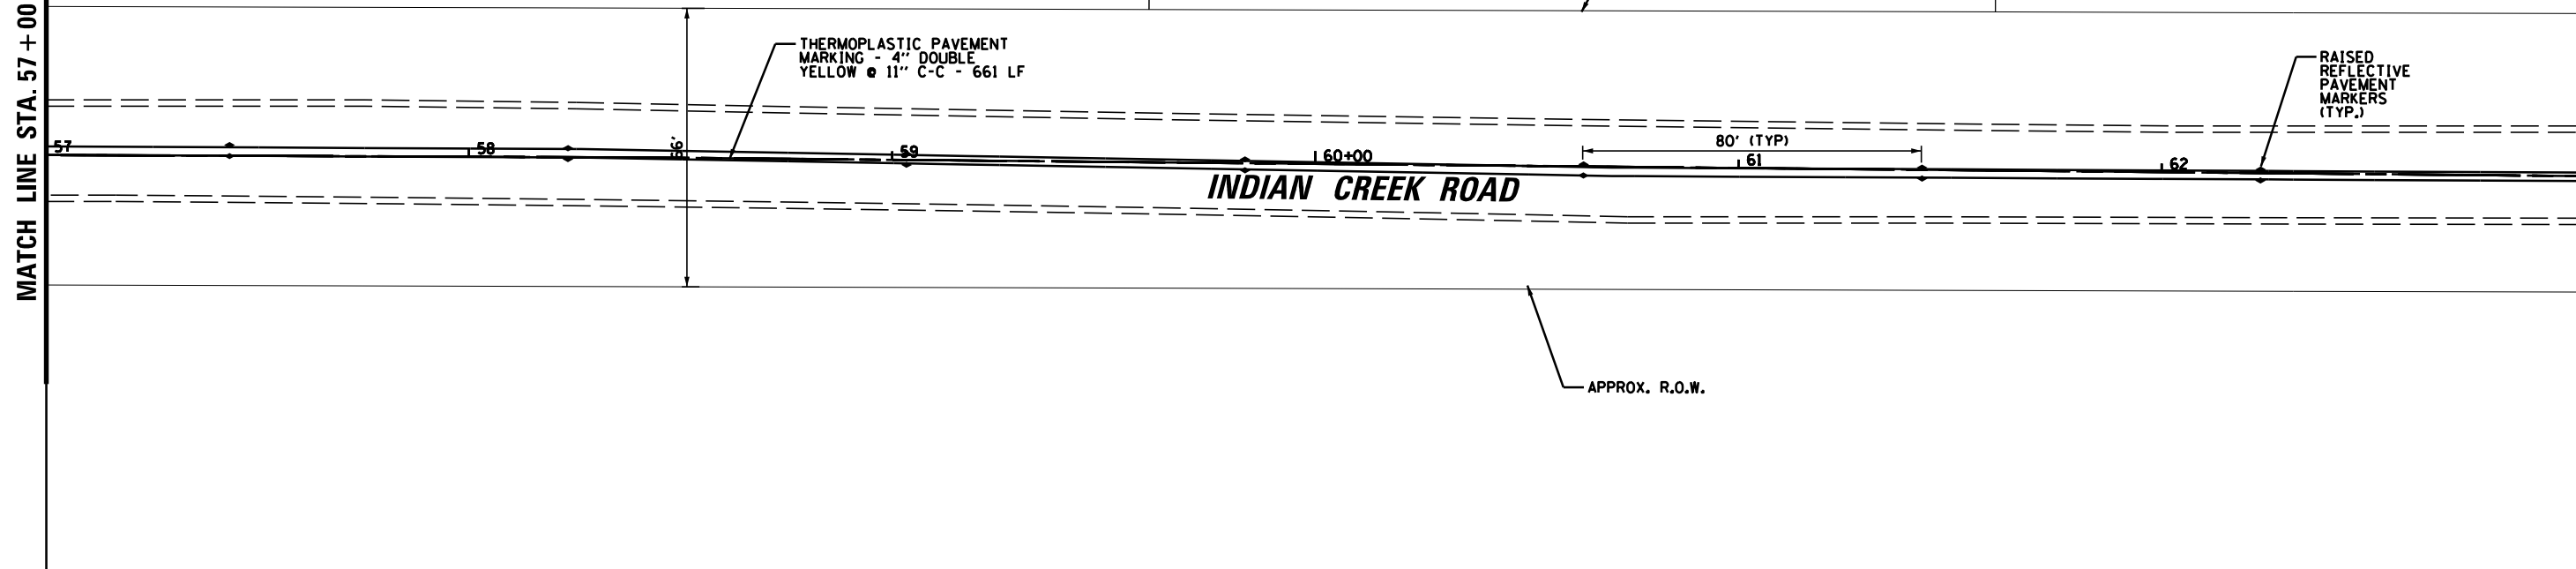 MATCH LINE STA. 57+00
THERMOPLASTIC PAVEMENT
MARKING - 4" DOUBLE
YELLOW @ 11" C-C - 661 LF
RAISED
REFLECTIVE
PAVEMENT
MARKERS
(TYP.)
57
58
59
60+00
80' (TYP)
61
62
INDIAN CREEK ROAD
APPROX. R.O.W.